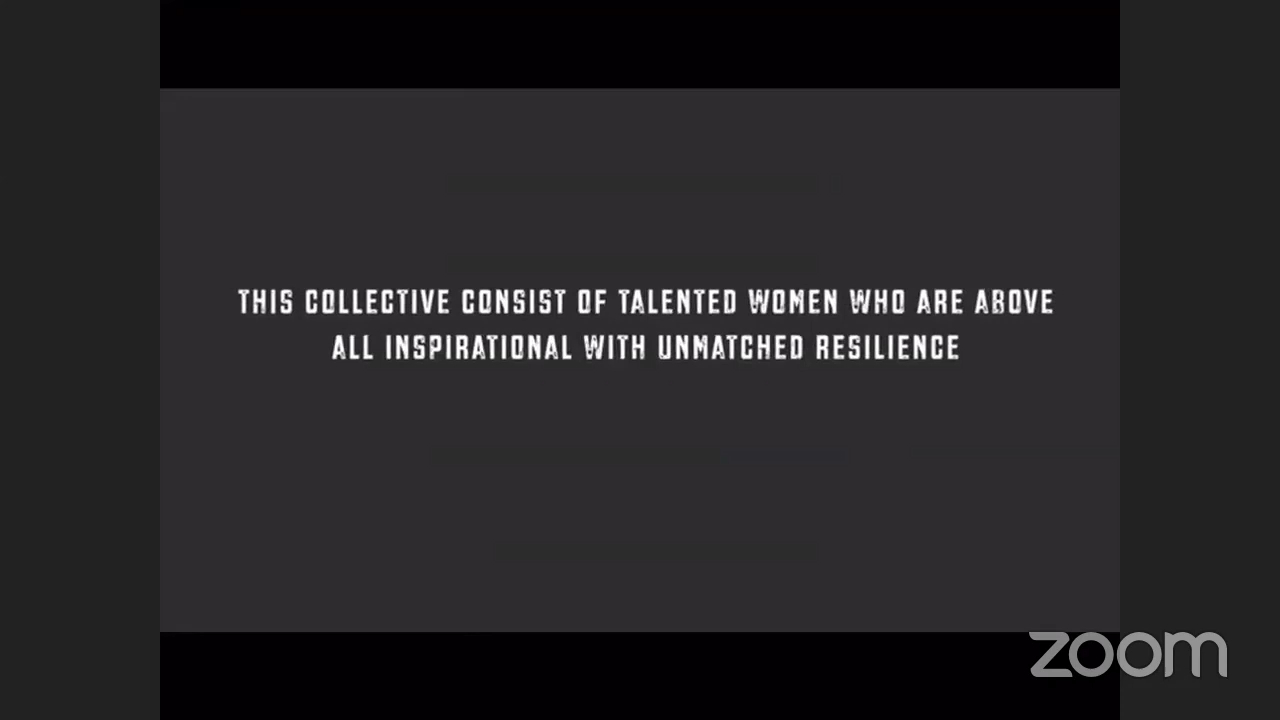 THIS COLLECTIVE CONSIST OF TALENTED WOMEN WHO ARE ABOVE
ALL INSPIRATIONAL WITH UNMATCHED RESILIENCE
zoom